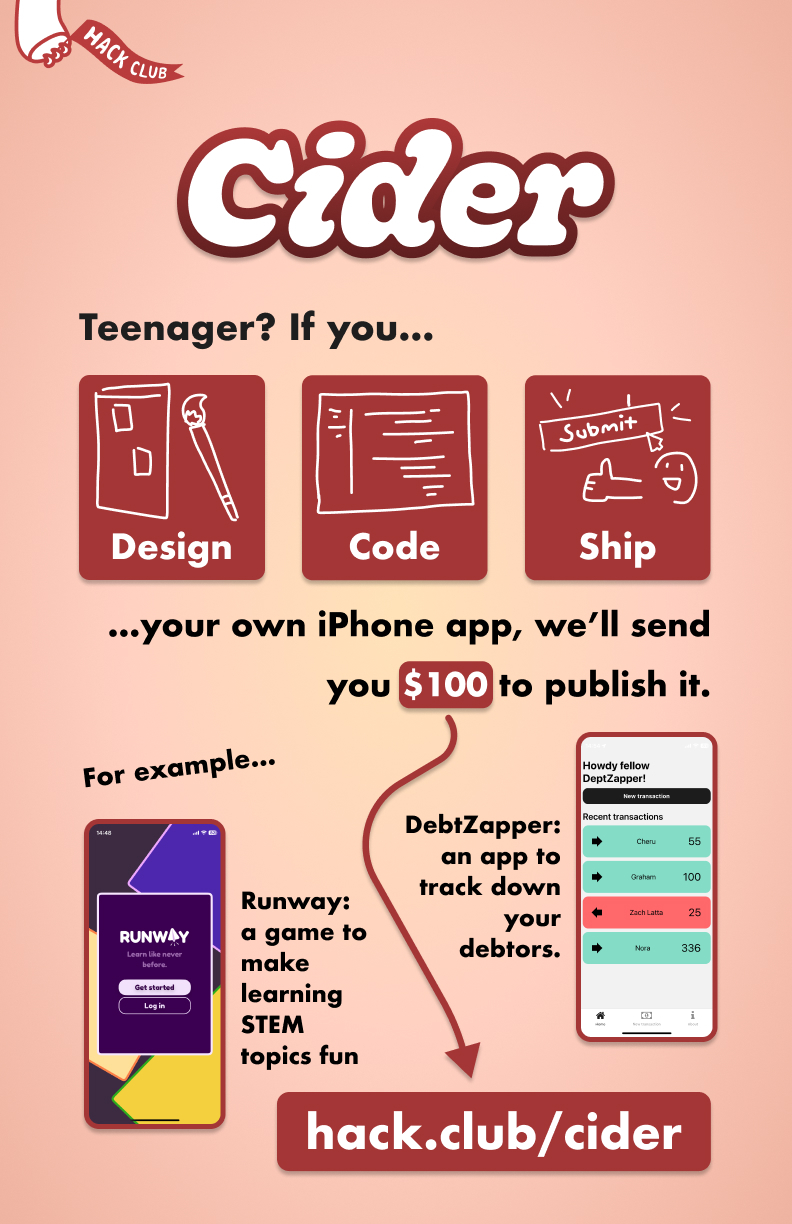 HACK CLUB
Cider
Teenager? If you...
Submit
Design
Code
Ship
...your own iPhone app, we'll send
you $100 to publish it.
For example...
14:48
RUNWAY
Learn like never
before.
Get started
Log in
Runway:
a game to
make
learning
STEM
topics fun
DebtZapper:
an app to
track down
your
debtors.
Howdy fellow
DeptZapper!
New transaction
Recent transactions
Cheru 55
Graham 100
Zach Latta 25
Nora 336
Home New transaction About
hack.club/cider